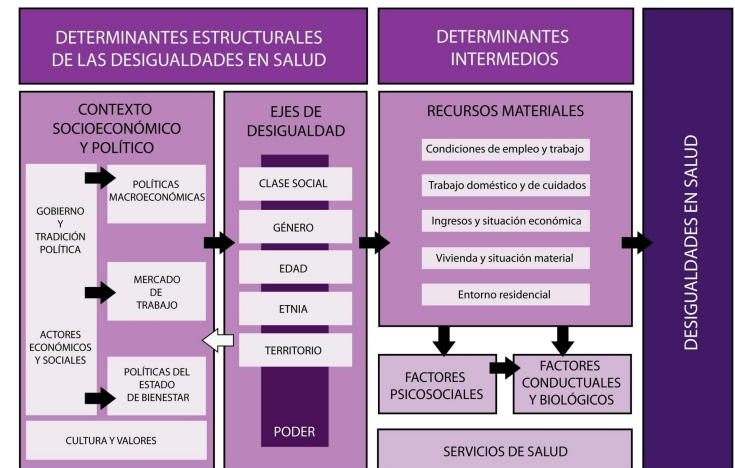 DETERMINANTES ESTRUCTURALES
DE LAS DESIGUALDADES EN SALUD
DETERMINANTES
INTERMEDIOS
CONTEXTO
SOCIOECONÓMICO
Y POLÍTICO
GOBIERNO
Y
TRADICIÓN
POLÍTICA
ACTORES
ECONÓMICOS
Y SOCIALES
POLÍTICAS
MACROECONÓMICAS
MERCADO
DE
TRABAJO
POLÍTICAS DEL
ESTADO
DE BIENESTAR
CULTURA Y VALORES
EJES DE
DESIGUALDAD
CLASE SOCIAL
GÉNERO
EDAD
ETNIA
TERRITORIO
PODER
RECURSOS MATERIALES
Condiciones de empleo y trabajo
Trabajo doméstico y de cuidados
Ingresos y situación económica
Vivienda y situación material
Entorno residencial
FACTORES
PSICOSOCIALES
FACTORES
CONDUCTUALES
Y BIOLÓGICOS
SERVICIOS DE SALUD
DESIGUALDADES EN SALUD